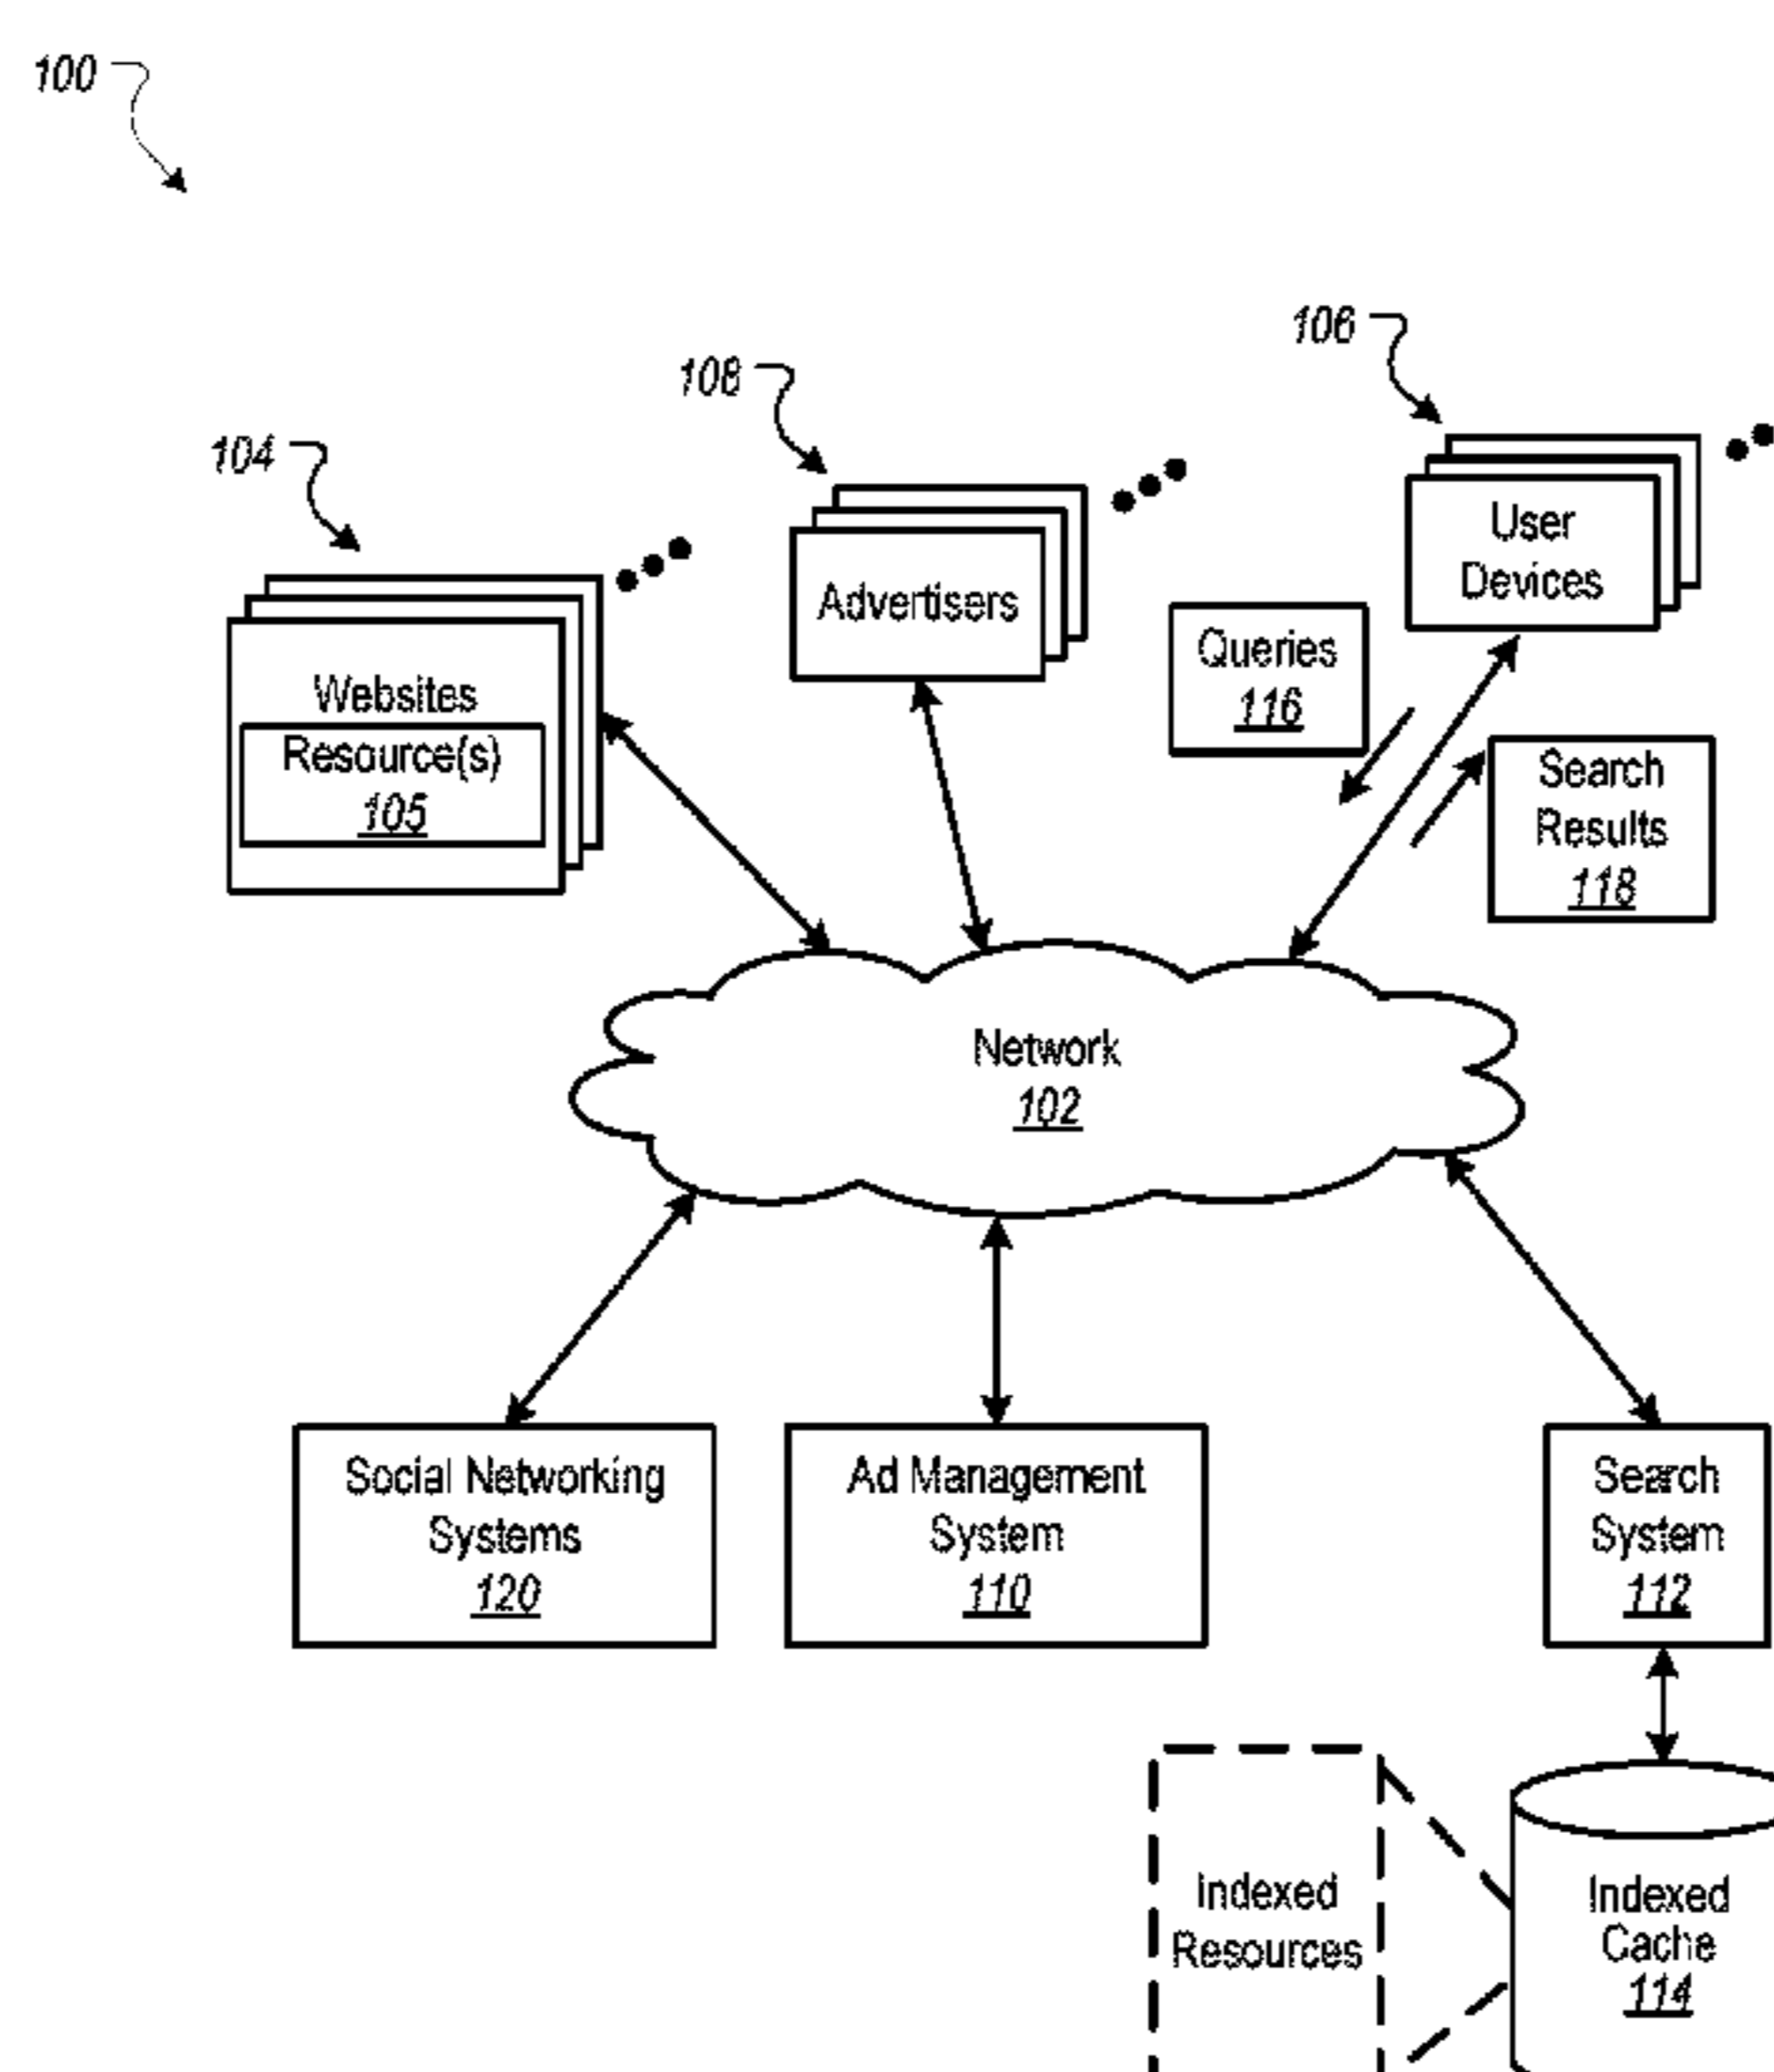 100
106
108
104
User
Devices
Advertisers
Queries
116
Websites
Resource(s)
105
Search
Results
118
Network
102
Social Networking
Systems
120
Ad Management
System
110
Search
System
112
Indexed
Resources
Indexed
Cache
114